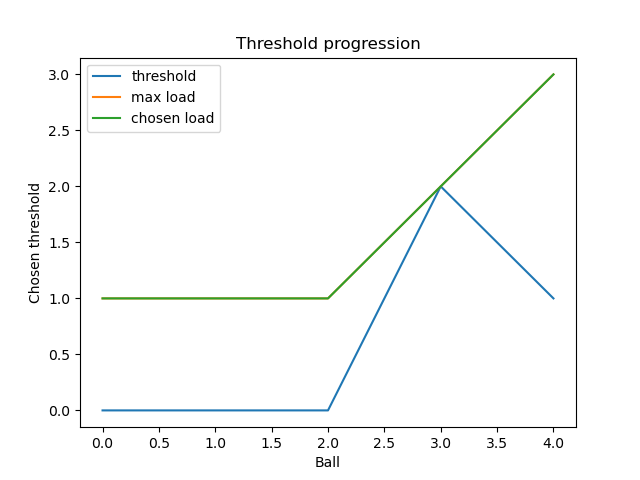 Threshold progression
threshold
max load
chosen load
Chosen threshold
3.0
2.5
2.0
1.5
1.0
0.5
0.0
0.0 0.5 1.0 1.5 2.0 2.5 3.0 3.5 4.0
Ball